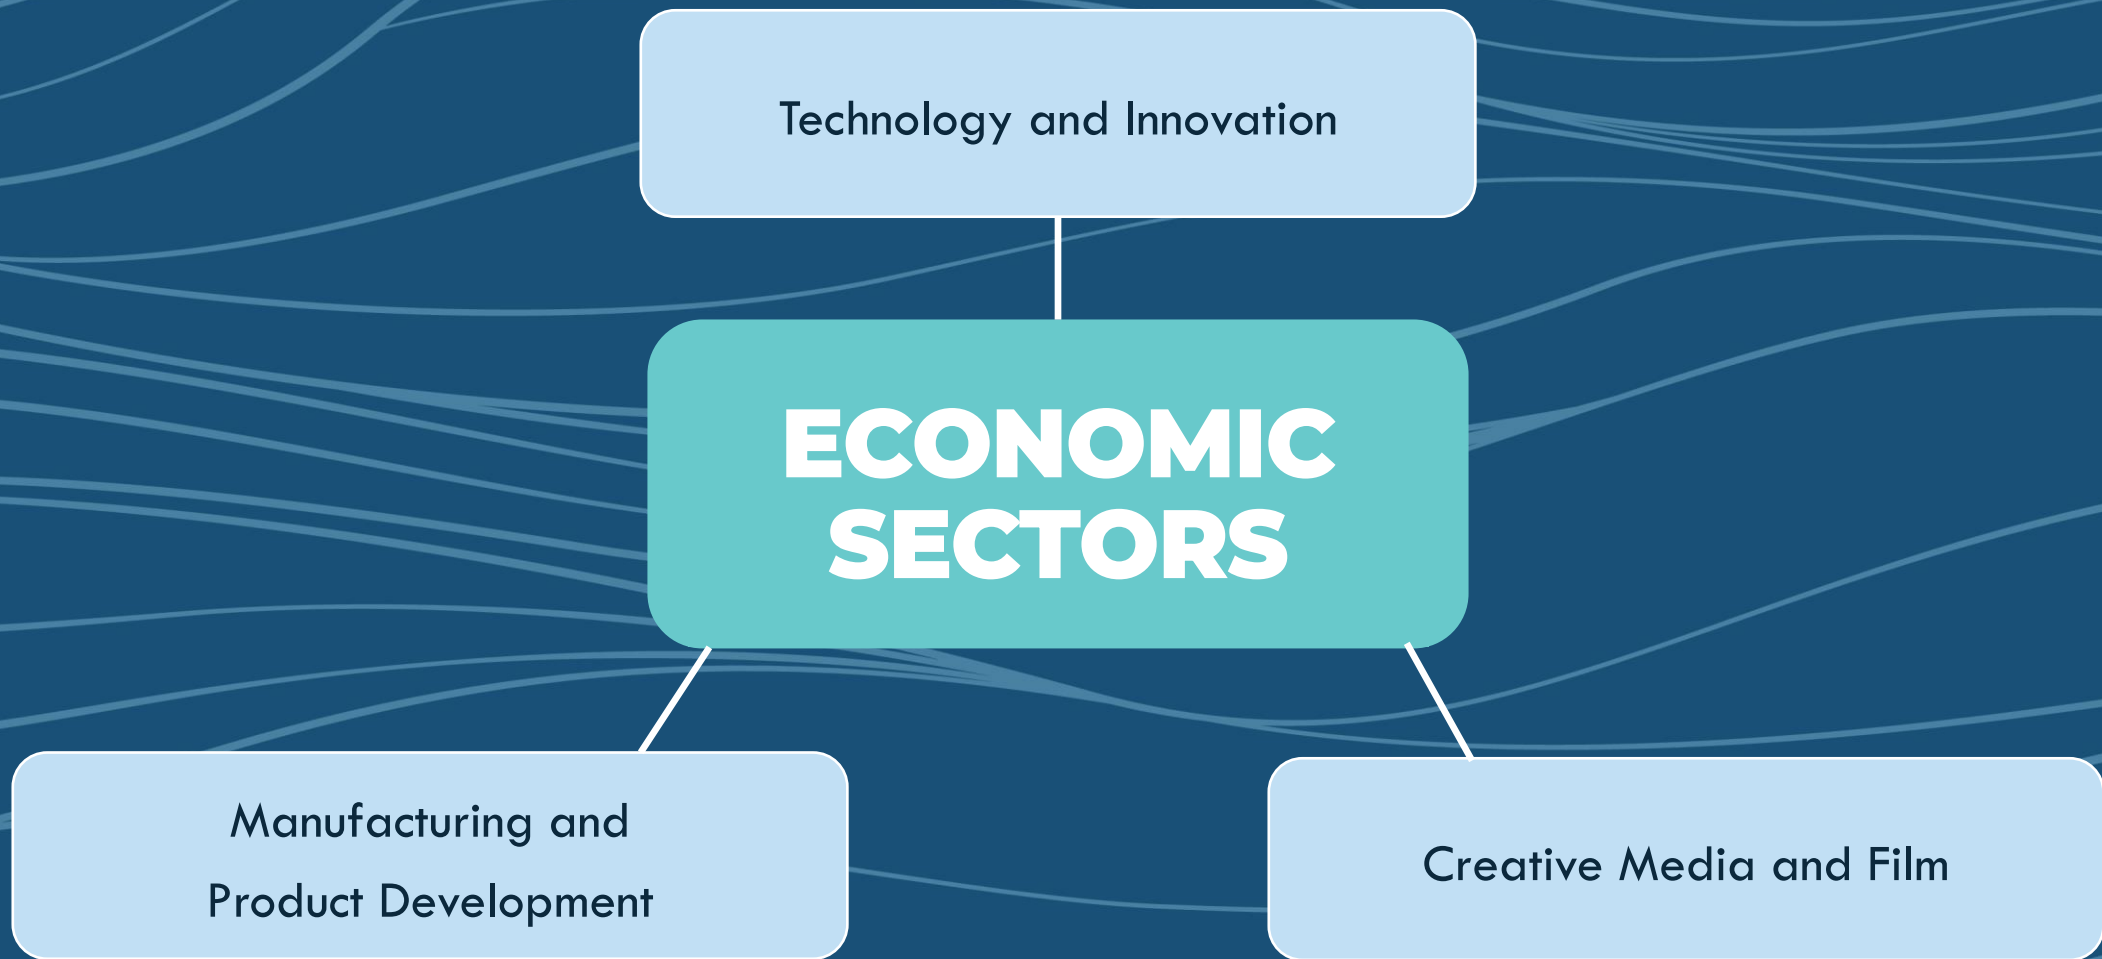 Technology and Innovation
ECONOMIC
SECTORS
Manufacturing and
Product Development
Creative Media and Film